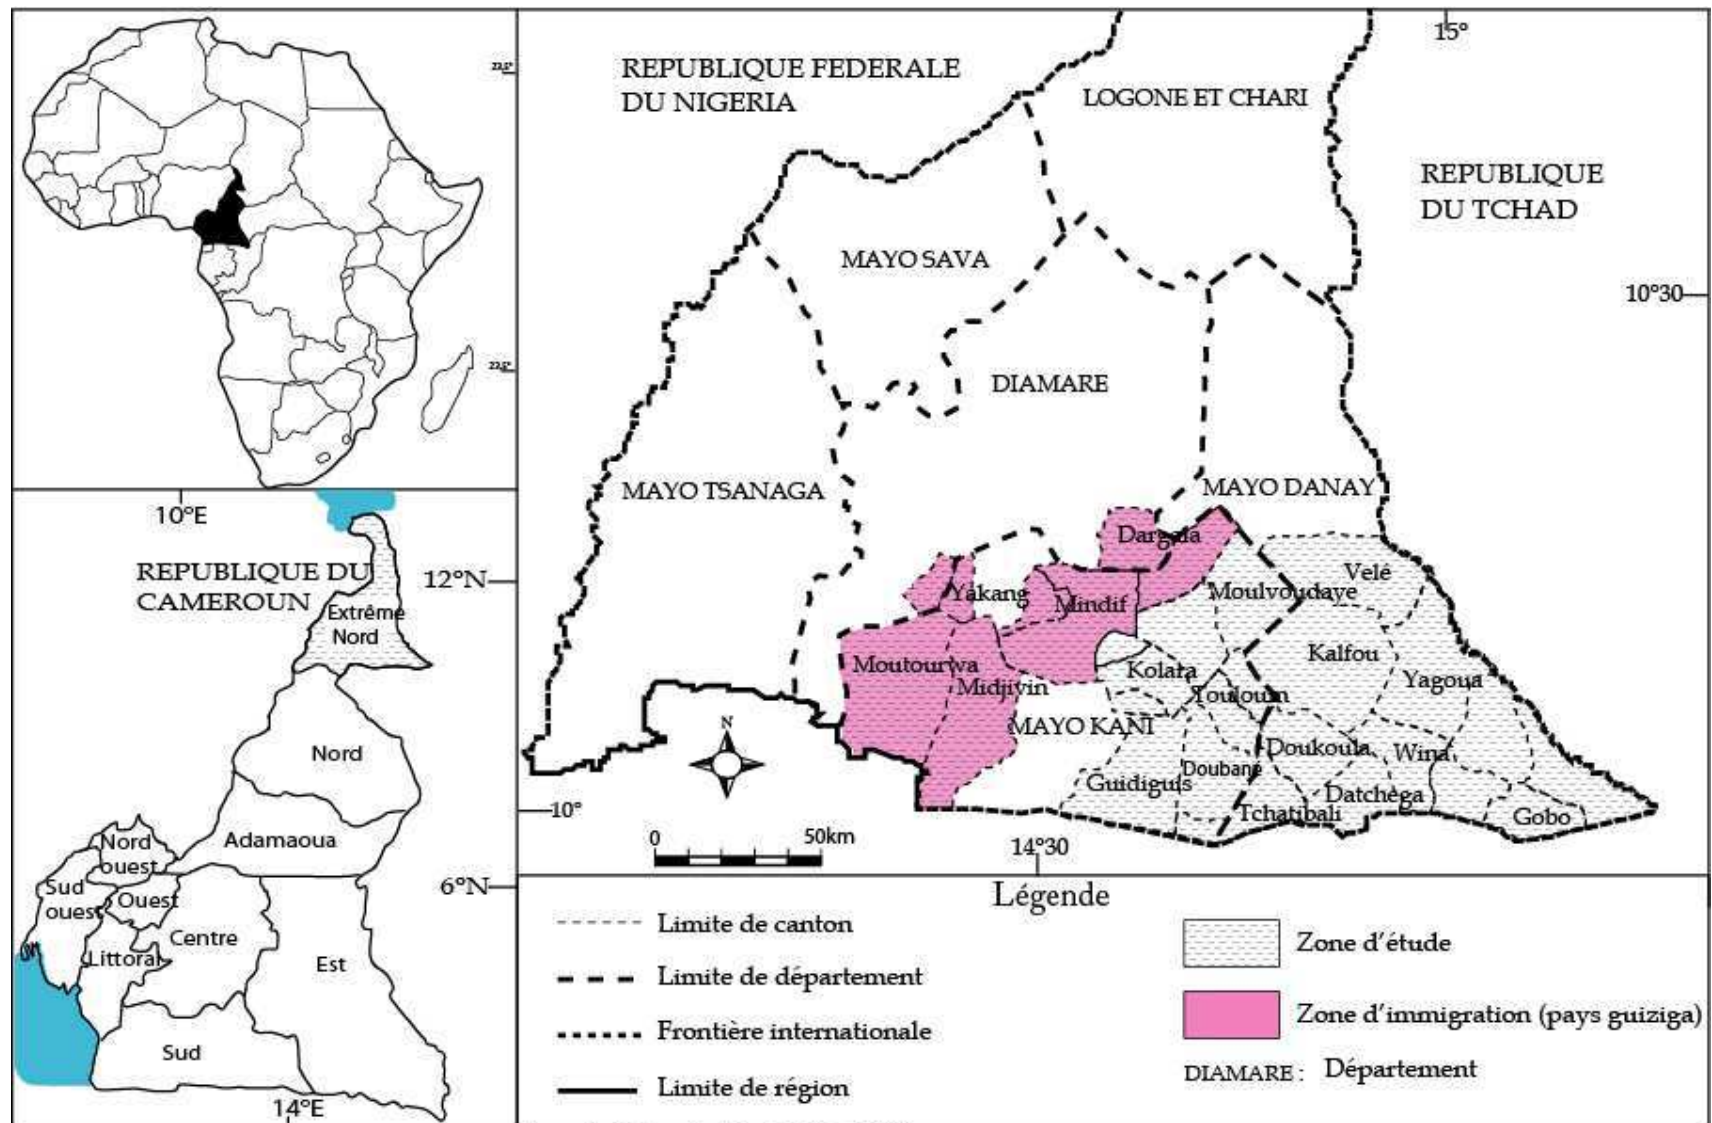 REPUBLIQUE FEDERALE
DU NIGERIA
LOGONE ET CHARI
15°
REPUBLIQUE
DU TCHAD
MAYO SAVA
10°30
DIAMARE
MAYO TSANAGA
MAYO DANAY
Dargala
Yakang
Mindif
Moulvoudaye
Velé
Moutourwa
Midjivin
Kolara
Touloum
Kalfou
Yagoua
MAYO KANI
Guidiguis
Doubane
Doukoula
Wina
Datchega
Tchatibali
Gobo
N
10°
0
50km
14°30
10°E
REPUBLIQUE DU
CAMEROUN
12°N
Extrême
Nord
Nord
Adamaoua
Nord
ouest
Sud
ouest
Ouest
6°N
Centre
Littoral
Est
Sud
14°E
Légende
Limite de canton
Limite de département
Frontière internationale
Limite de région
Zone d'étude
Zone d'immigration (pays guiziga)
DIAMARE : Département